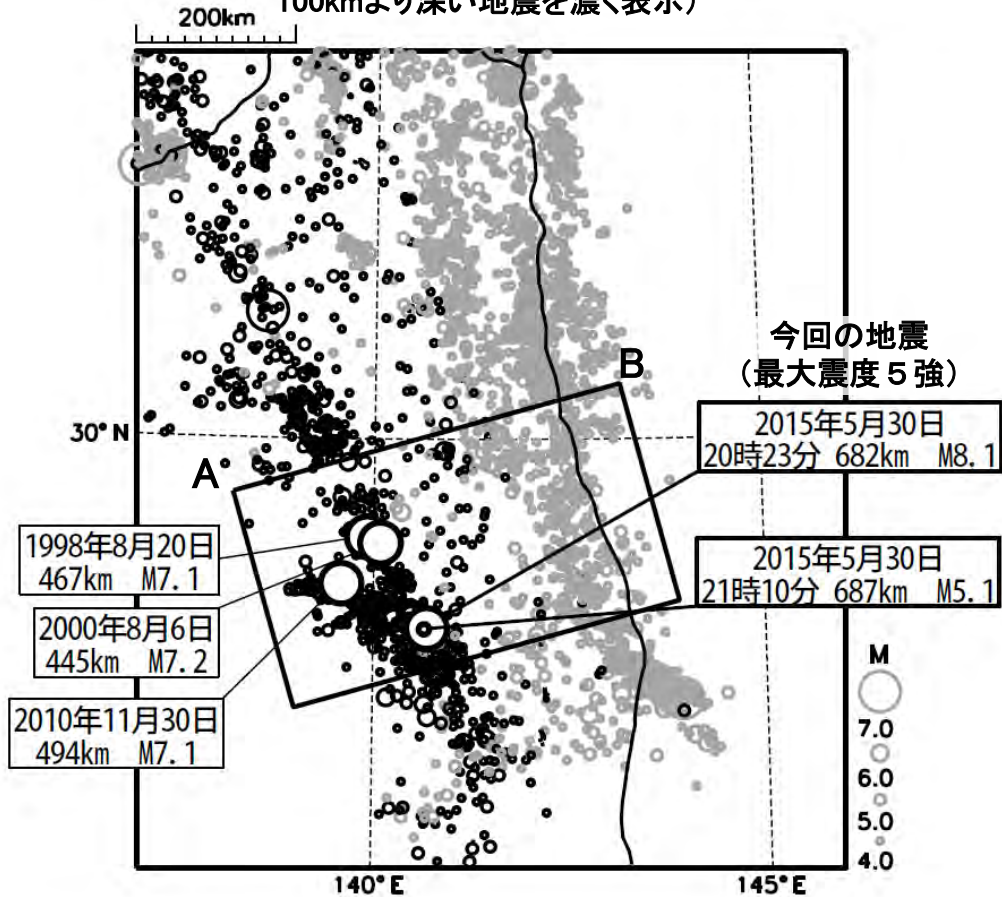 100kmより深い地震を濃く表示）
200km
今回の地震
（最大震度５強）
B
2015年5月30日
20時23分 682km M8.1
30°N
A
1998年8月20日
467km M7.1
2015年5月30日
21時10分 687km M5.1
2000年8月6日
445km M7.2
2010年11月30日
494km M7.1
M
7.0
6.0
5.0
4.0
140°E
145°E